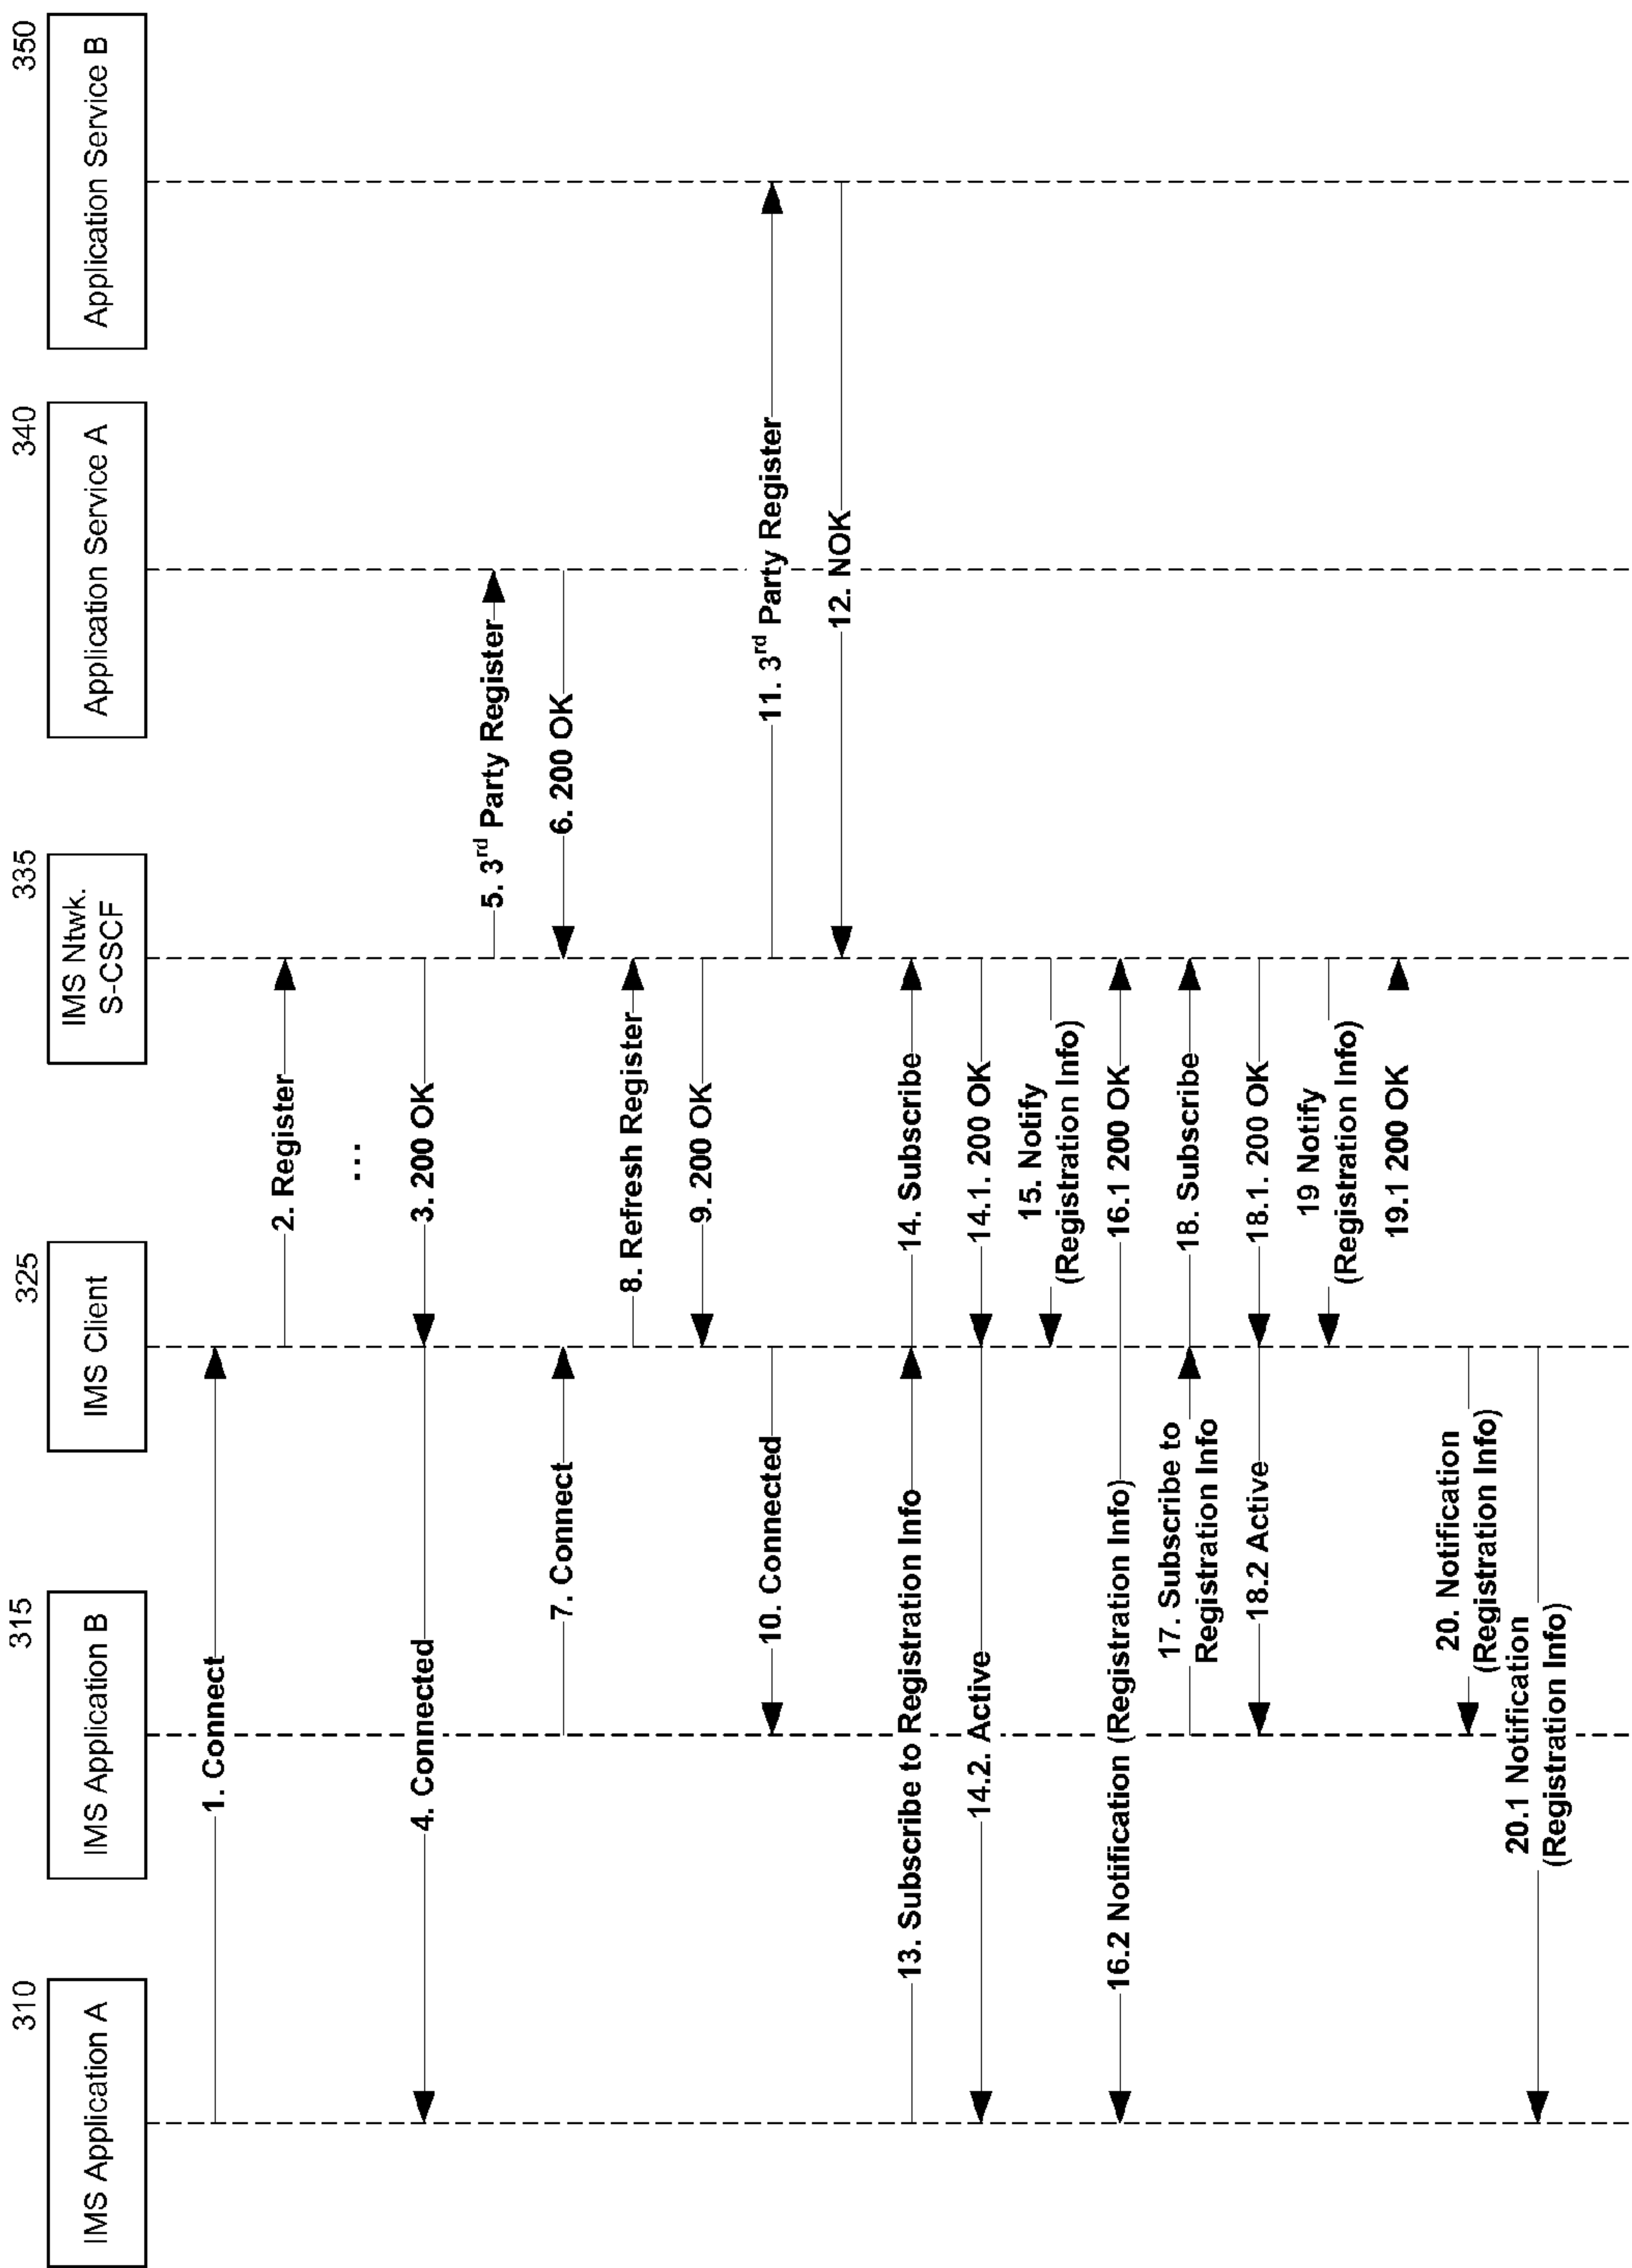 310
315
325
335
340
350
IMS Application A
IMS Application B
IMS Client
IMS Ntwk.
S-CSCF
Application Service A
Application Service B
1. Connect
2. Register
...
3. 200 OK
4. Connected
5. 3rd Party Register
6. 200 OK
7. Connect
8. Refresh Register
9. 200 OK
10. Connected
11. 3rd Party Register
12. NOK
13. Subscribe to Registration Info
14. Subscribe
14.1. 200 OK
14.2. Active
15. Notify
(Registration Info)
16.1 200 OK
16.2 Notification (Registration Info)
17. Subscribe to
Registration Info
18. Subscribe
18.1. 200 OK
18.2 Active
19 Notify
(Registration Info)
19.1 200 OK
20. Notification
(Registration Info)
20.1 Notification
(Registration Info)